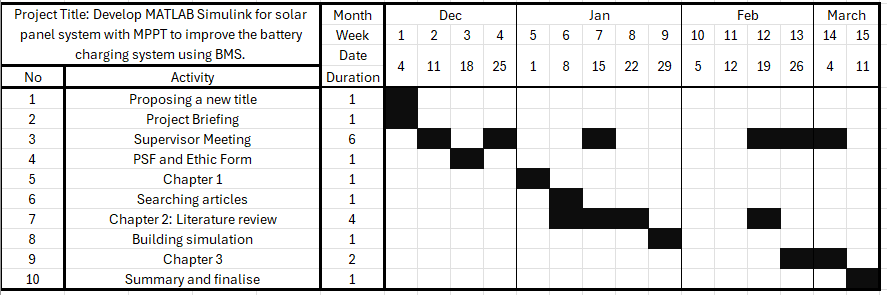 Project Title: Develop MATLAB Simulink for solar
panel system with MPPT to improve the battery
charging system using BMS.
Month Dec Jan Feb March
Week 1 2 3 4 5 6 7 8 9 10 11 12 13 14 15
Date
4 11 18 25 1 8 15 22 29 5 12 19 26 4 11
No Activity Duration
1 Proposing a new title 1
2 Project Briefing 1
3 Supervisor Meeting 6
4 PSF and Ethic Form 1
5 Chapter 1 1
6 Searching articles 1
7 Chapter 2: Literature review 4
8 Building simulation 1
9 Chapter 3 2
10 Summary and finalise 1